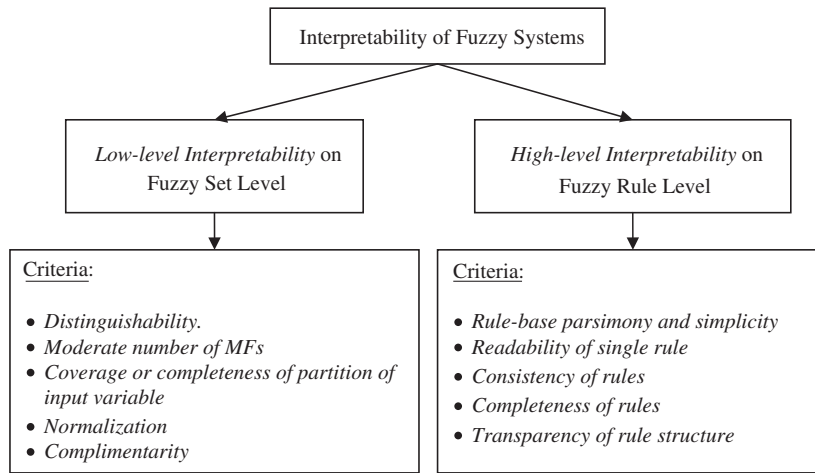 Interpretability of Fuzzy Systems
Low-level Interpretability on
Fuzzy Set Level
High-level Interpretability on
Fuzzy Rule Level
Criteria:
• Distinguishability.
• Moderate number of MFs
• Coverage or completeness of partition of
input variable
• Normalization
• Complimentarity
Criteria:
• Rule-base parsimony and simplicity
• Readability of single rule
• Consistency of rules
• Completeness of rules
• Transparency of rule structure